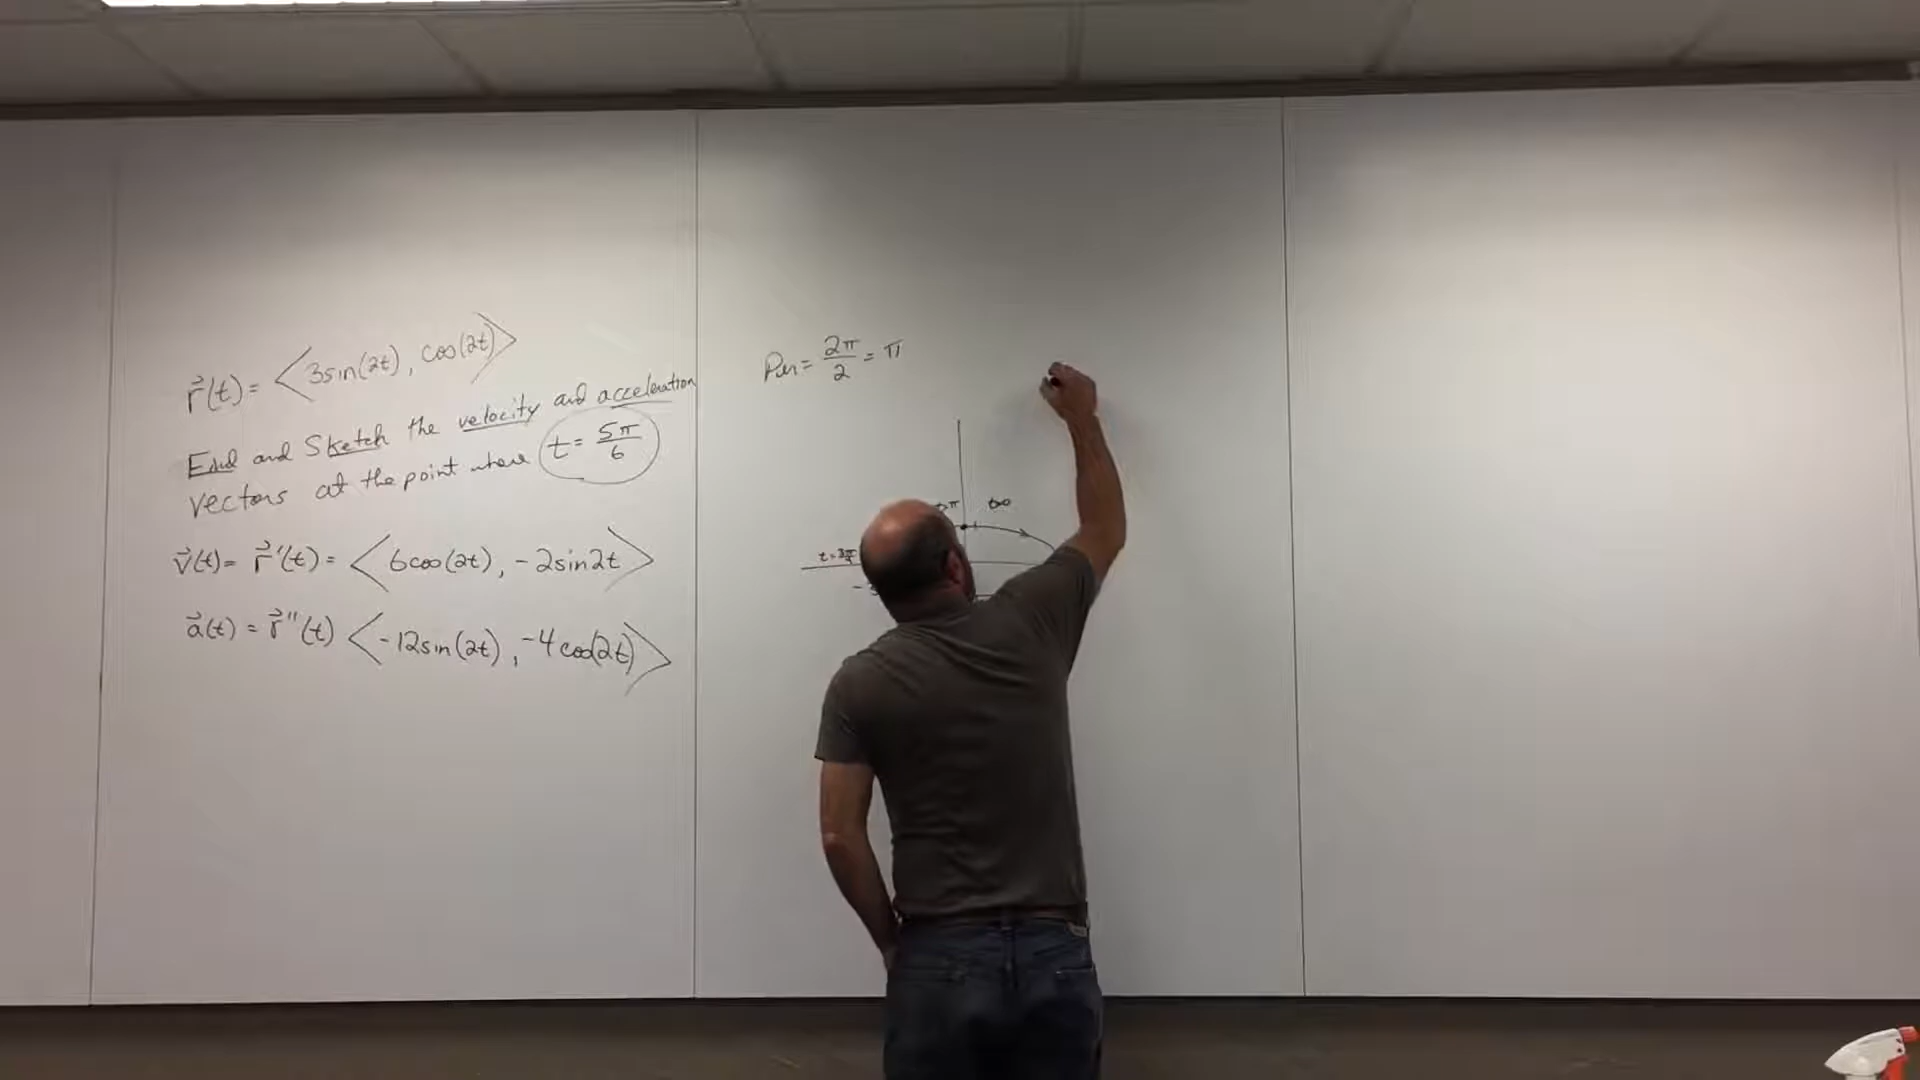 r⃗(t) = <3sin(2t), cos(2t)>
Find and Sketch the velocity and acceleration
vectors at the point where t = 5π/6
v⃗(t) = r⃗'(t) = <6cos(2t), -2sin2t>
a⃗(t) = r⃗''(t) <-12sin(2t), -4cos(2t)>
Per = 2π/2 = π
t=0